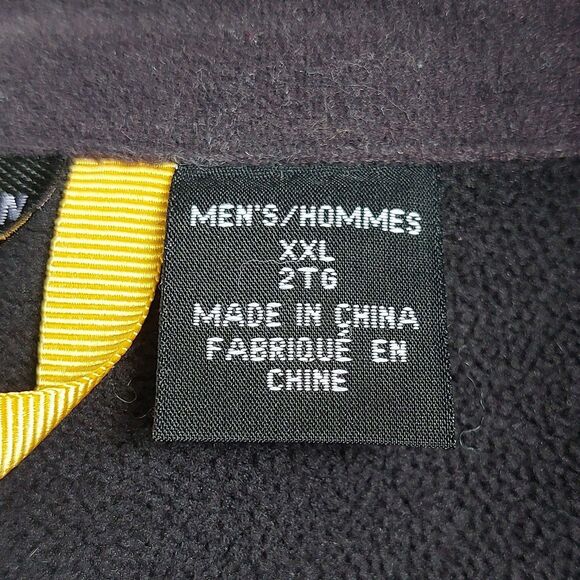 MEN'S/HOMMES
XXL
2TG
MADE IN CHINA
FABRIQUÉ EN
CHINE